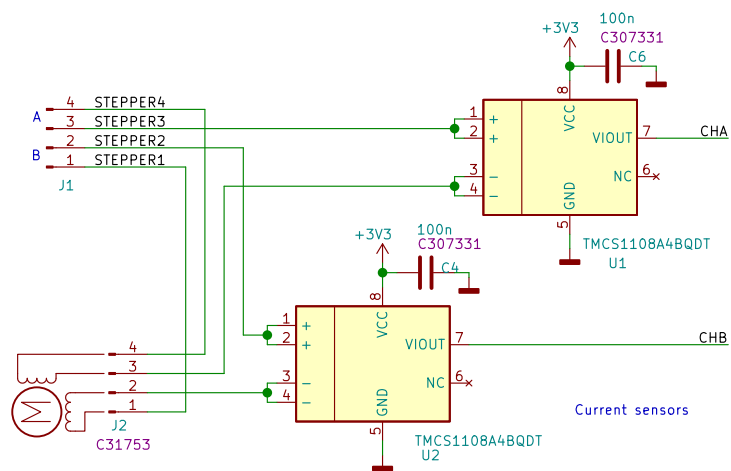 100n
+3V3
C307331
C6
8
VCC
4 STEPPER4
A
3 STEPPER3
2 STEPPER2
B
1 STEPPER1
J1
1 +
2 +
VIOUT 7 CHA
3 -
4 -
NC 6
GND
5
TMCS1108A4BQDT
U1
100n
+3V3
C307331
C4
8
VCC
1 +
2 +
VIOUT 7 CHB
3 -
4 -
NC 6
GND
5
TMCS1108A4BQDT
U2
4
3
2
1
M
J2
C31753
Current sensors